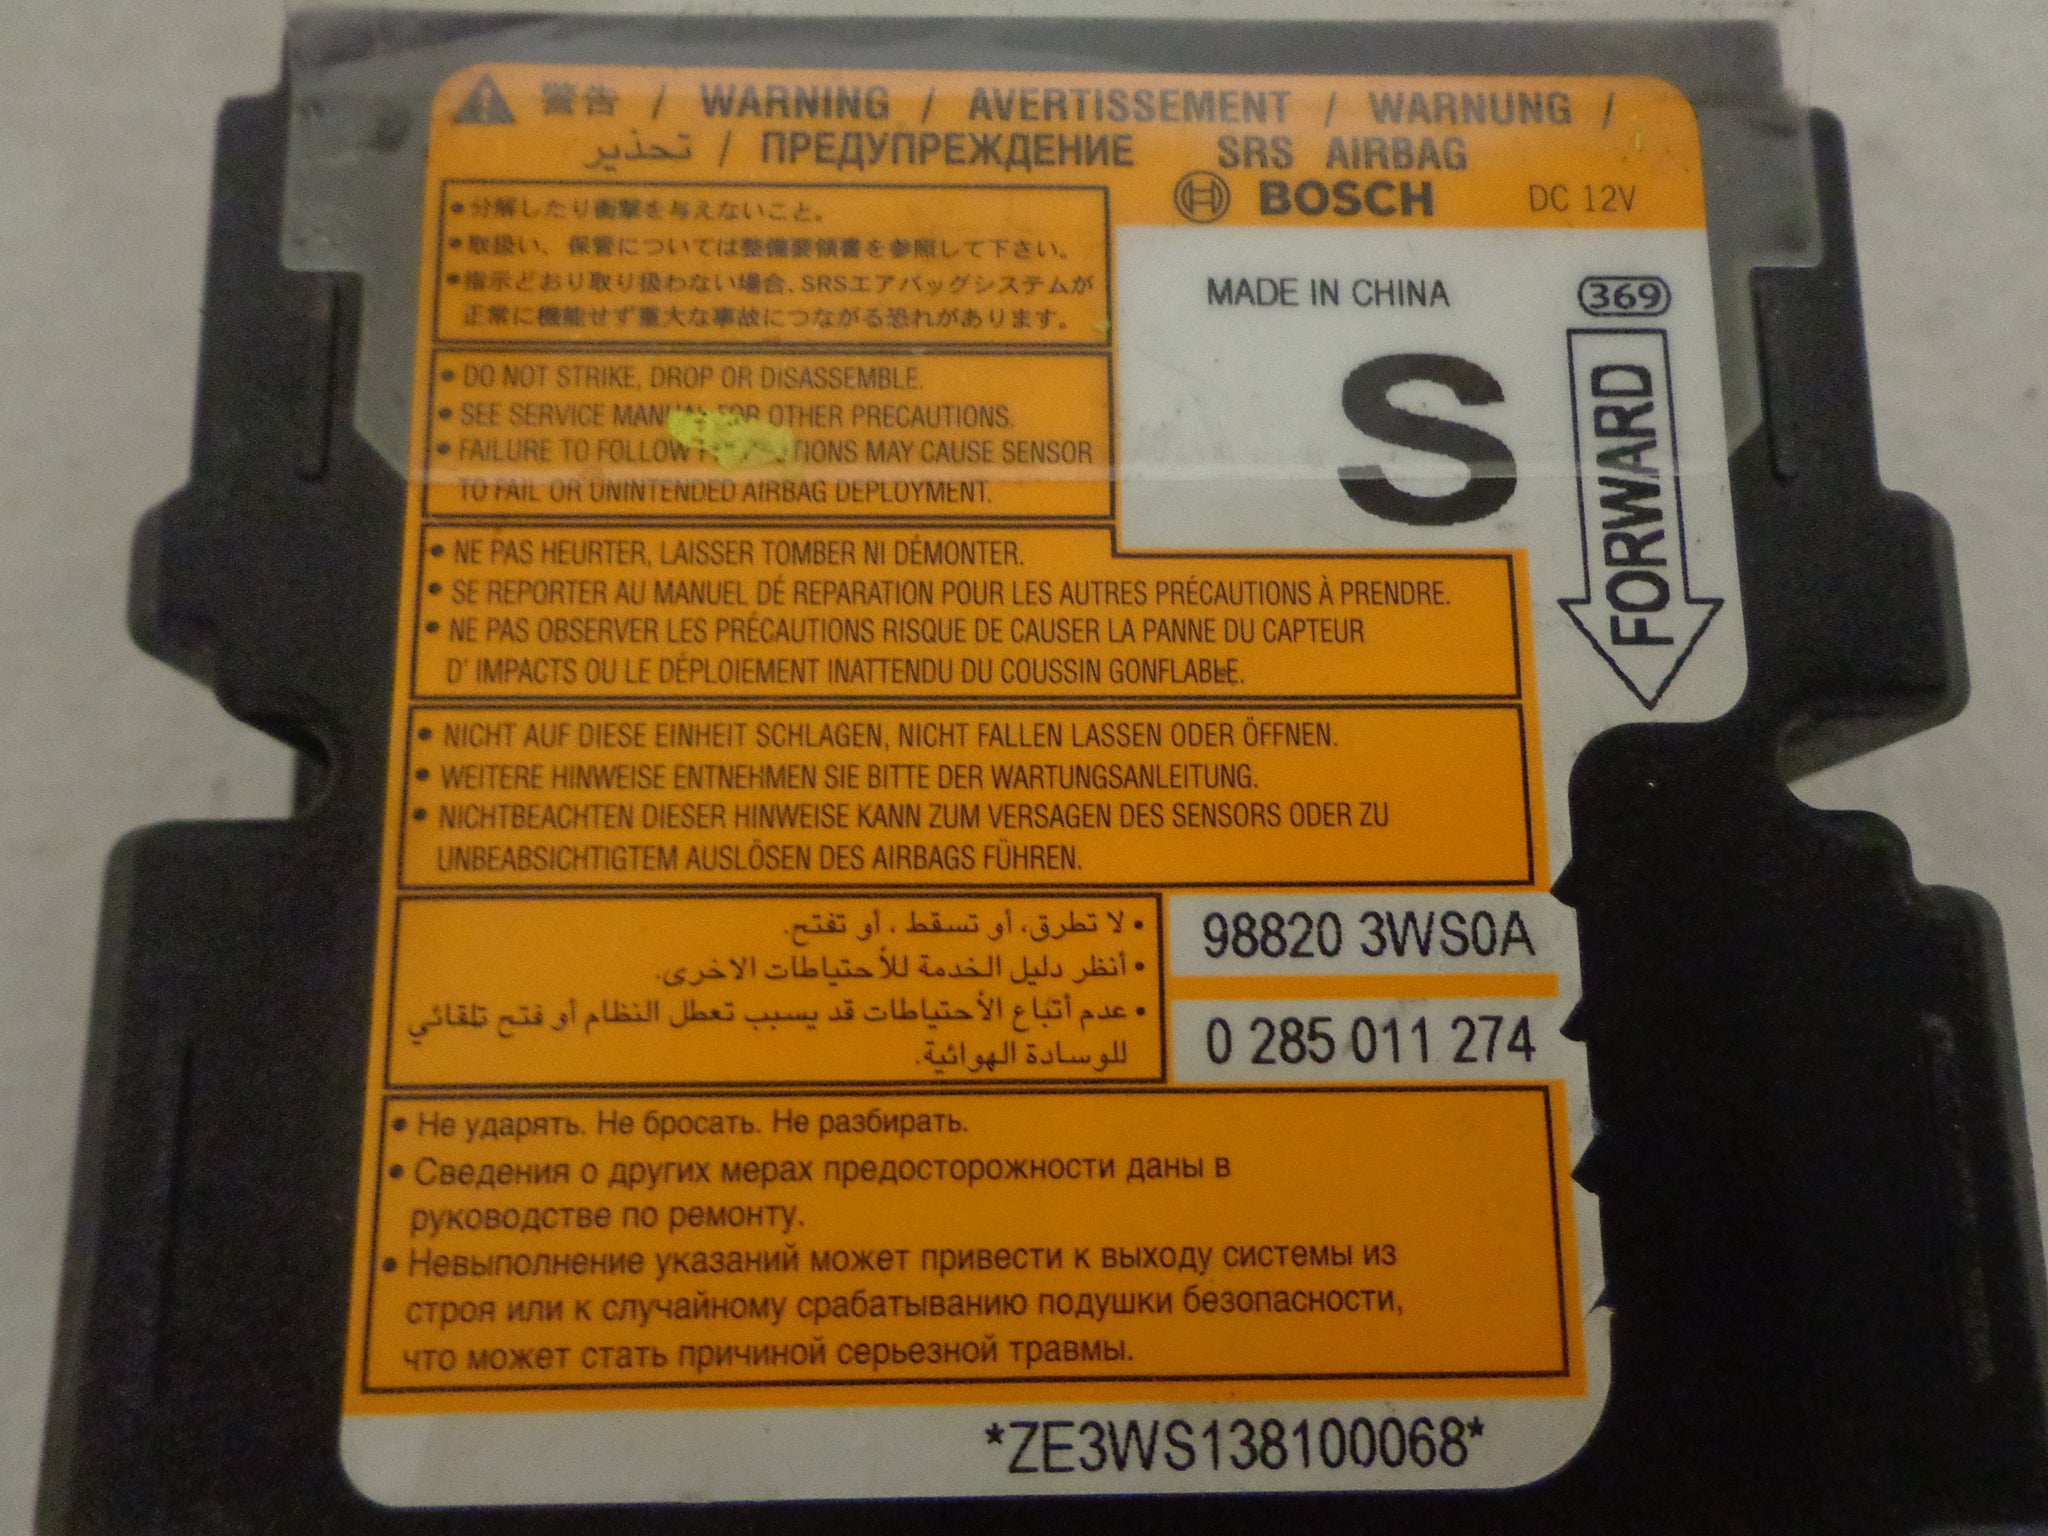 警告 / WARNING / AVERTISSEMENT / WARNUNG /
تحذير / ПРЕДУПРЕЖДЕНИЕ SRS AIRBAG
BOSCH DC 12V
•分解したり衝撃を与えないこと。
•取扱い、保管については整備要領書を参照して下さい。
•指示どおり取り扱わない場合、SRSエアバッグシステムが
正常に機能せず重大な事故につながる恐れがあります。
MADE IN CHINA
369
S
FORWARD
• DO NOT STRIKE, DROP OR DISASSEMBLE.
• SEE SERVICE MANUAL FOR OTHER PRECAUTIONS.
• FAILURE TO FOLLOW MAY CAUSE SENSOR
TO FAIL OR UNINTENDED AIRBAG DEPLOYMENT.
• NE PAS HEURTER, LAISSER TOMBER NI DÉMONTER.
• SE REPORTER AU MANUEL DÉ REPARATION POUR LES AUTRES PRÉCAUTIONS À PRENDRE.
• NE PAS OBSERVER LES PRÉCAUTIONS RISQUE DE CAUSER LA PANNE DU CAPTEUR
D' IMPACTS OU LE DÉPLOIEMENT INATTENDU DU COUSSIN GONFLABLE.
• NICHT AUF DIESE EINHEIT SCHLAGEN, NICHT FALLEN LASSEN ODER ÖFFNEN.
• WEITERE HINWEISE ENTNEHMEN SIE BITTE DER WARTUNGSANLEITUNG.
• NICHTBEACHTEN DIESER HINWEISE KANN ZUM VERSAGEN DES SENSORS ODER ZU
UNBEABSICHTIGTEM AUSLÖSEN DES AIRBAGS FÜHREN.
• لا تطرق، أو تسقط ، أو تفتح.
• أنظر دليل الخدمة للأحتياطات الاخرى.
• عدم أتباع الأحتياطات قد يسبب تعطل النظام أو فتح تلقائي
للوسادة الهوائية.
98820 3WS0A
0 285 011 274
• Не ударять. Не бросать. Не разбирать.
• Сведения о других мерах предосторожности даны в
руководстве по ремонту.
• Невыполнение указаний может привести к выходу системы из
строя или к случайному срабатыванию подушки безопасности,
что может стать причиной серьезной травмы.
*ZE3WS138100068*